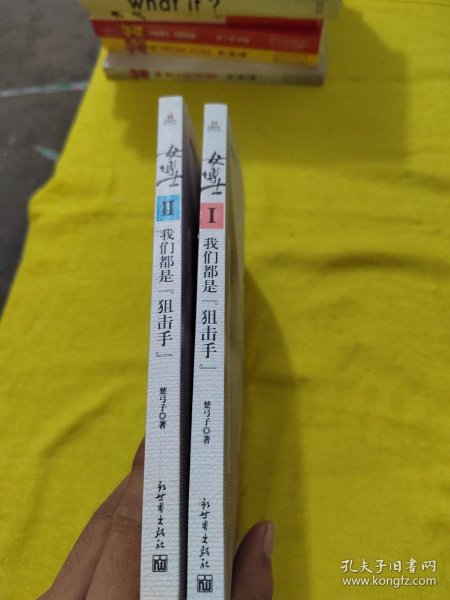 what if?
女博士
II
我们都是『狙击手』
楚弓子◎著
新世界出版社
女博士
I
我们都是『狙击手』
楚弓子◎著
新世界出版社
孔夫子旧书网
www.kongfz.com